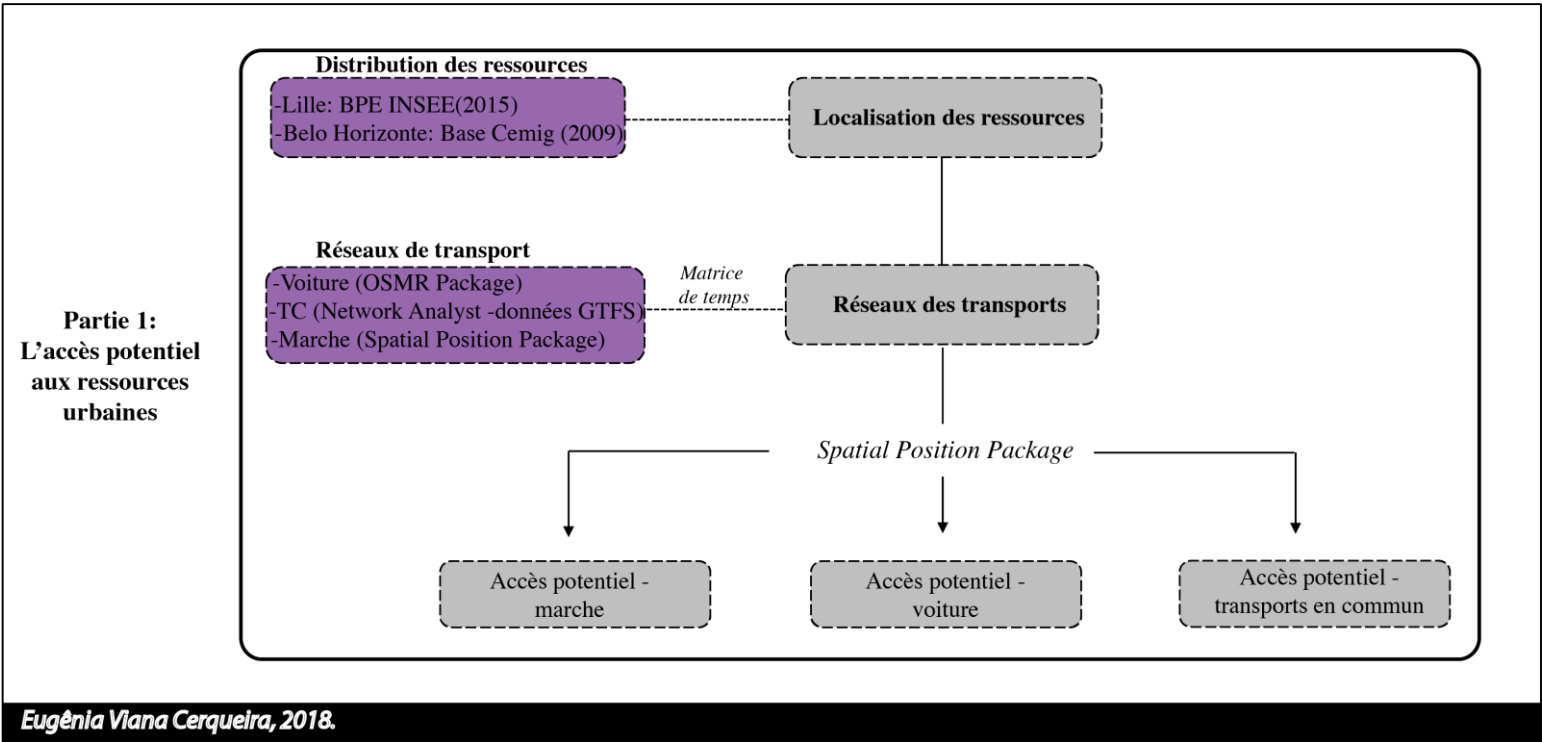 Distribution des ressources
-Lille: BPE INSEE(2015)
-Belo Horizonte: Base Cemig (2009)
Localisation des ressources
Réseaux de transport
-Voiture (OSMR Package)
-TC (Network Analyst -données GTFS)
-Marche (Spatial Position Package)
Matrice
de temps
Réseaux des transports
Partie 1:
L'accès potentiel
aux ressources
urbaines
Spatial Position Package
Accès potentiel -
marche
Accès potentiel -
voiture
Accès potentiel -
transports en commun
Eugênia Viana Cerqueira, 2018.